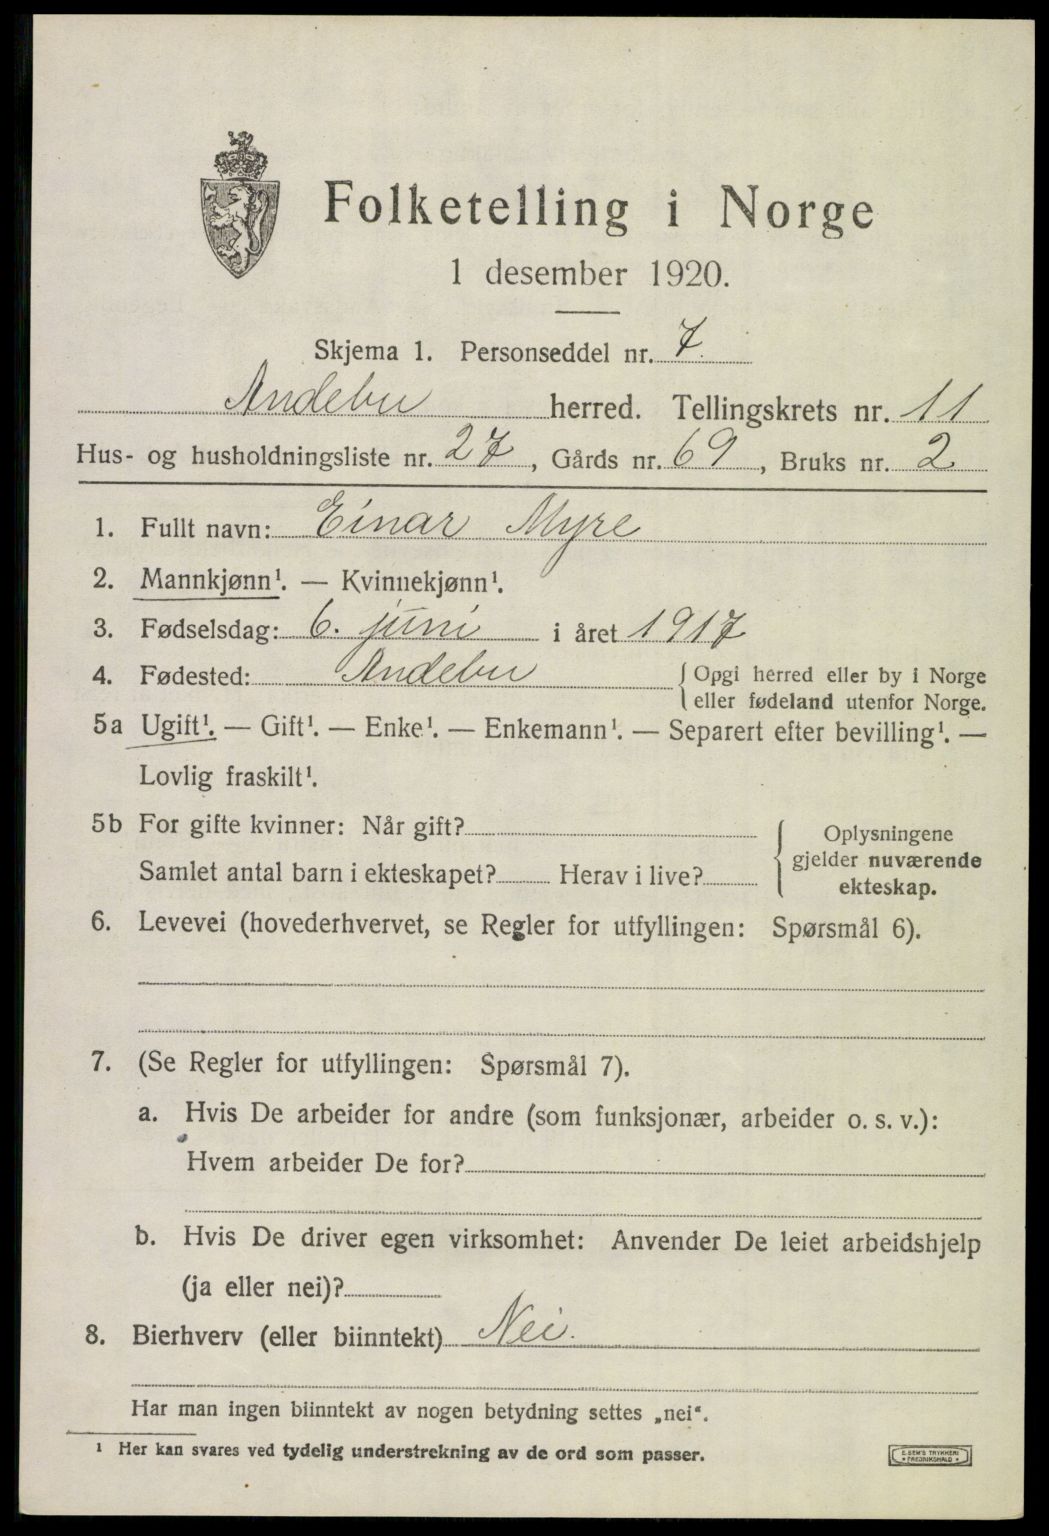 Folketelling i Norge
1 desember 1920.
Skjema 1. Personseddel nr. 7
Andebu herred. Tellingskrets nr. 11
Hus- og husholdningsliste nr. 27, Gårds nr. 69, Bruks nr. 2
1. Fullt navn: Einar Myre
2. Mannkjønn¹. — Kvinnekjønn¹.
3. Fødselsdag: 6. juni i året 1917
4. Fødested: Andebu
{ Opgi herred eller by i Norge
eller fødeland utenfor Norge.
5a Ugift¹. — Gift¹. — Enke¹. — Enkemann¹. — Separert efter bevilling¹. —
Lovlig fraskilt¹.
5b For gifte kvinner: Når gift?
Samlet antal barn i ekteskapet? Herav i live?
{ Oplysningene
gjelder nuværende
ekteskap.
6. Levevei (hovederhvervet, se Regler for utfyllingen: Spørsmål 6).
7. (Se Regler for utfyllingen: Spørsmål 7).
a. Hvis De arbeider for andre (som funksjonær, arbeider o. s. v.):
Hvem arbeider De for?
b. Hvis De driver egen virksomhet: Anvender De leiet arbeidshjelp
(ja eller nei)?
8. Bierhverv (eller biinntekt) Nei.
Har man ingen biinntekt av nogen betydning settes „nei“.
¹ Her kan svares ved tydelig understrekning av de ord som passer.
E. SEM'S TRYKKERI
FREDRIKSHALD